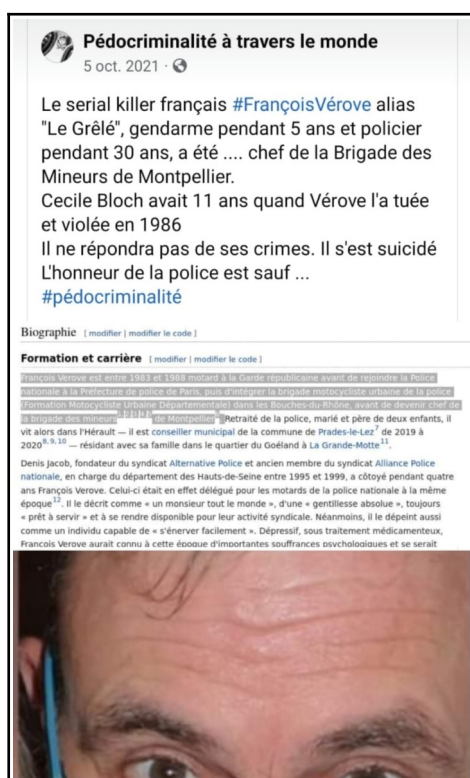 Pédocriminalité à travers le monde
5 oct. 2021 ·
Le serial killer français #FrançoisVérove alias
"Le Grêlé", gendarme pendant 5 ans et policier
pendant 30 ans, a été .... chef de la Brigade des
Mineurs de Montpellier.
Cecile Bloch avait 11 ans quand Vérove l'a tuée
et violée en 1986
Il ne répondra pas de ses crimes. Il s'est suicidé
L'honneur de la police est sauf ...
#pédocriminalité
Biographie [ modifier | modifier le code ]
Formation et carrière [ modifier | modifier le code ]
François Verove est entre 1983 et 1988 motard à la Garde républicaine avant de rejoindre la Police
nationale à la Préfecture de police de Paris, puis d'intégrer la brigade motocycliste urbaine de la police
(Formation Motocycliste Urbaine Départementale) dans les Bouches-du-Rhône, avant de devenir chef de
la brigade des mineurs de Montpellier. Retraité de la police, marié et père de deux enfants, il
vit alors dans l'Hérault — il est conseiller municipal de la commune de Prades-le-Lez7 de 2019 à
20208, 9, 10 — résidant avec sa famille dans le quartier du Goéland à La Grande-Motte11.
Denis Jacob, fondateur du syndicat Alternative Police et ancien membre du syndicat Alliance Police
nationale, en charge du département des Hauts-de-Seine entre 1995 et 1999, a côtoyé pendant quatre
ans François Verove. Celui-ci était en effet délégué pour les motards de la police nationale à la même
époque12. Il le décrit comme « un monsieur tout le monde », d'une « gentillesse absolue », toujours
« prêt à servir » et à se rendre disponible pour leur activité syndicale. Néanmoins, il le dépeint aussi
comme un individu capable de « s'énerver facilement ». Dépressif, sous traitement médicamenteux,
François Verove aurait connu à cette époque d'importantes souffrances psychologiques et se serait